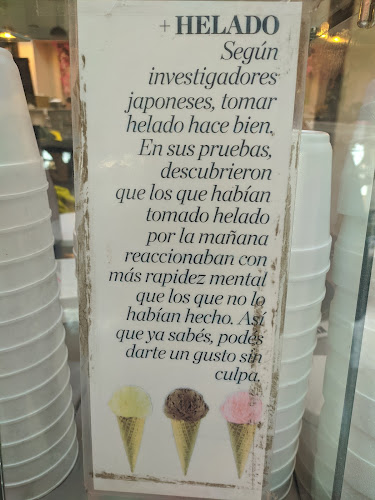 + HELADO
Según
investigadores
japoneses, tomar
helado hace bien.
En sus pruebas,
descubrieron
que los que habían
tomado helado
por la mañana
reaccionaban con
más rapidez mental
que los que no lo
habían hecho. Así
que ya sabés, podés
darte un gusto sin
culpa.